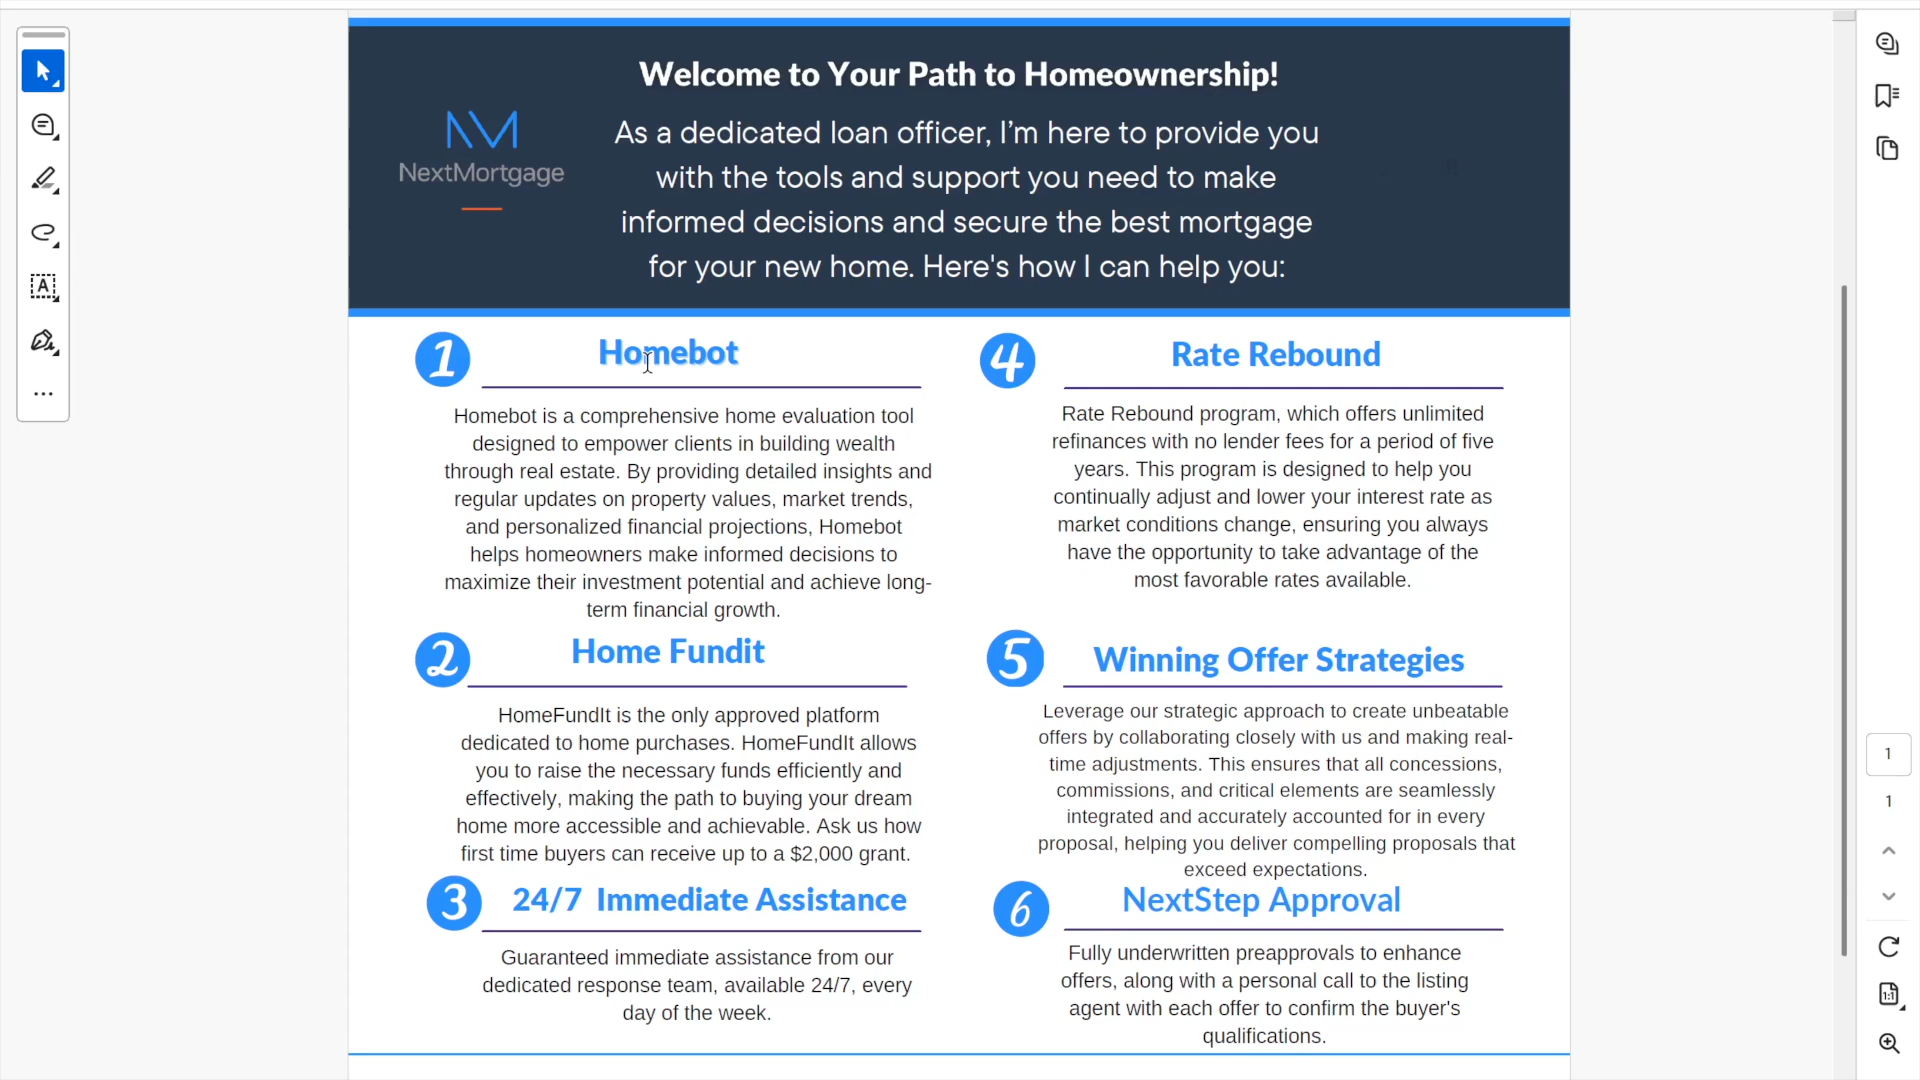 Welcome to Your Path to Homeownership!
As a dedicated loan officer, I'm here to provide you
with the tools and support you need to make
informed decisions and secure the best mortgage
for your new home. Here's how I can help you:
NextMortgage
1
Homebot
Homebot is a comprehensive home evaluation tool
designed to empower clients in building wealth
through real estate. By providing detailed insights and
regular updates on property values, market trends,
and personalized financial projections, Homebot
helps homeowners make informed decisions to
maximize their investment potential and achieve long-
term financial growth.
2
Home Fundit
HomeFundIt is the only approved platform
dedicated to home purchases. HomeFundIt allows
you to raise the necessary funds efficiently and
effectively, making the path to buying your dream
home more accessible and achievable. Ask us how
first time buyers can receive up to a $2,000 grant.
3
24/7 Immediate Assistance
Guaranteed immediate assistance from our
dedicated response team, available 24/7, every
day of the week.
4
Rate Rebound
Rate Rebound program, which offers unlimited
refinances with no lender fees for a period of five
years. This program is designed to help you
continually adjust and lower your interest rate as
market conditions change, ensuring you always
have the opportunity to take advantage of the
most favorable rates available.
5
Winning Offer Strategies
Leverage our strategic approach to create unbeatable
offers by collaborating closely with us and making real-
time adjustments. This ensures that all concessions,
commissions, and critical elements are seamlessly
integrated and accurately accounted for in every
proposal, helping you deliver compelling proposals that
exceed expectations.
6
NextStep Approval
Fully underwritten preapprovals to enhance
offers, along with a personal call to the listing
agent with each offer to confirm the buyer's
qualifications.
1
1